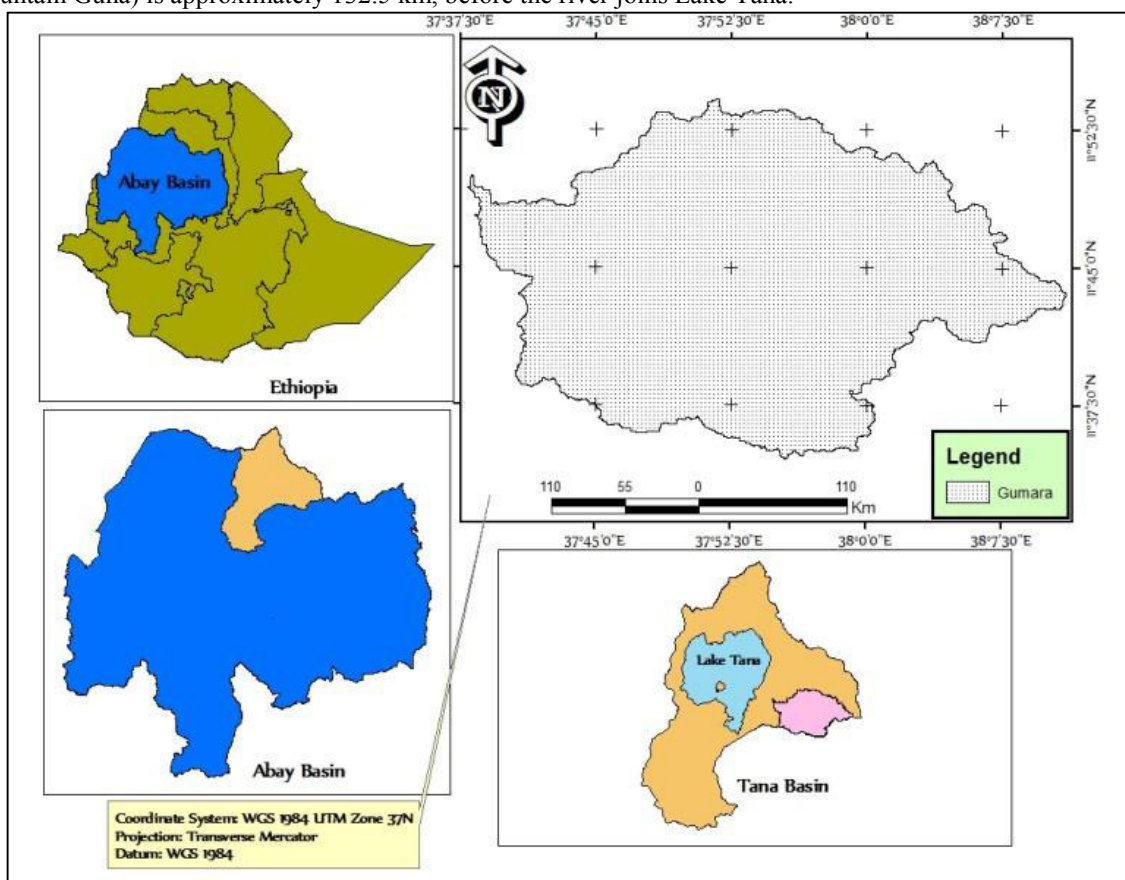 untain Guna) is approximately 132.5 km, before the river joins Lake Tana.
37°37'30"E 37°45'0"E 37°52'30"E 38°0'0"E 38°7'30"E
N
Abay Basin
Ethiopia
11°52'30"N
11°45'0"N
11°37'30"N
Legend
Gumara
110 55 0 110
Km
37°45'0"E 37°52'30"E 38°0'0"E 38°7'30"E
Abay Basin
Lake Tana
Tana Basin
Coordinate System: WGS 1984 UTM Zone 37N
Projection: Transverse Mercator
Datum: WGS 1984